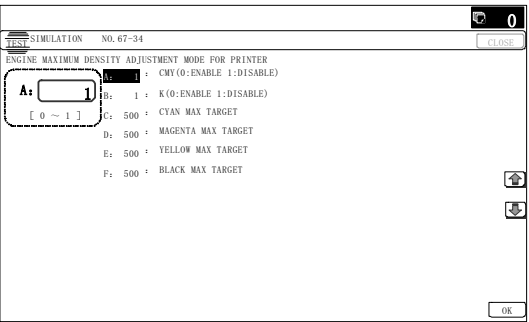 0
TEST SIMULATION NO. 67-34 CLOSE
ENGINE MAXIMUM DENSITY ADJUSTMENT MODE FOR PRINTER
A: 1
[ 0 ~ 1 ]
A: 1 : CMY(0:ENABLE 1:DISABLE)
B: 1 : K(0:ENABLE 1:DISABLE)
C: 500 : CYAN MAX TARGET
D: 500 : MAGENTA MAX TARGET
E: 500 : YELLOW MAX TARGET
F: 500 : BLACK MAX TARGET
OK